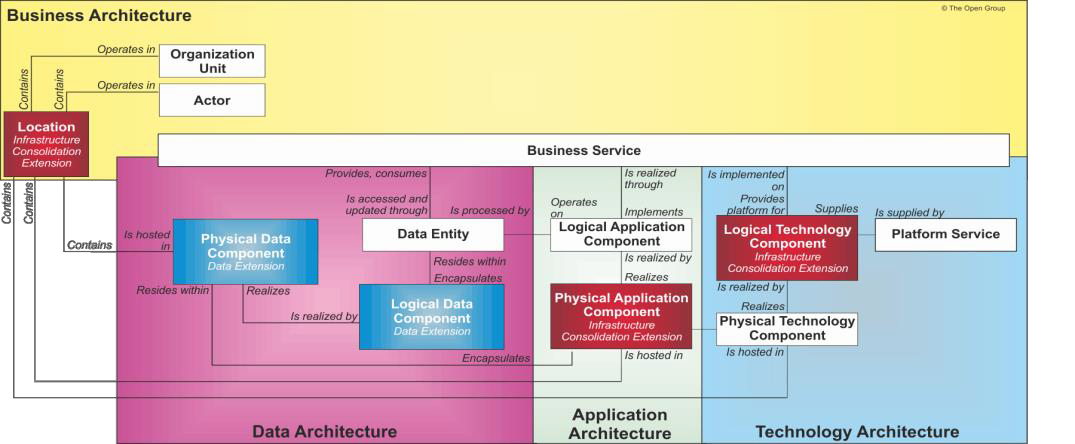 Business Architecture
© The Open Group
Operates in
Organization
Unit
Contains
Contains
Operates in
Actor
Location
Infrastructure
Consolidation
Extension
Business Service
Contains
Contains
Provides, consumes
Is realized
through
Is implemented
on
Is accessed and
updated through
Is processed by
Operates
on
Implements
Provides
platform for
Supplies
Is supplied by
Contains
Is hosted
in
Physical Data
Component
Data Extension
Data Entity
Logical Application
Component
Logical Technology
Component
Infrastructure
Consolidation Extension
Platform Service
Resides within
Encapsulates
Is realized by
Realizes
Resides within
Realizes
Is realized by
Logical Data
Component
Data Extension
Physical Application
Component
Infrastructure
Consolidation Extension
Is realized by
Realizes
Physical Technology
Component
Encapsulates
Is hosted in
Is hosted in
Data Architecture
Application
Architecture
Technology Architecture